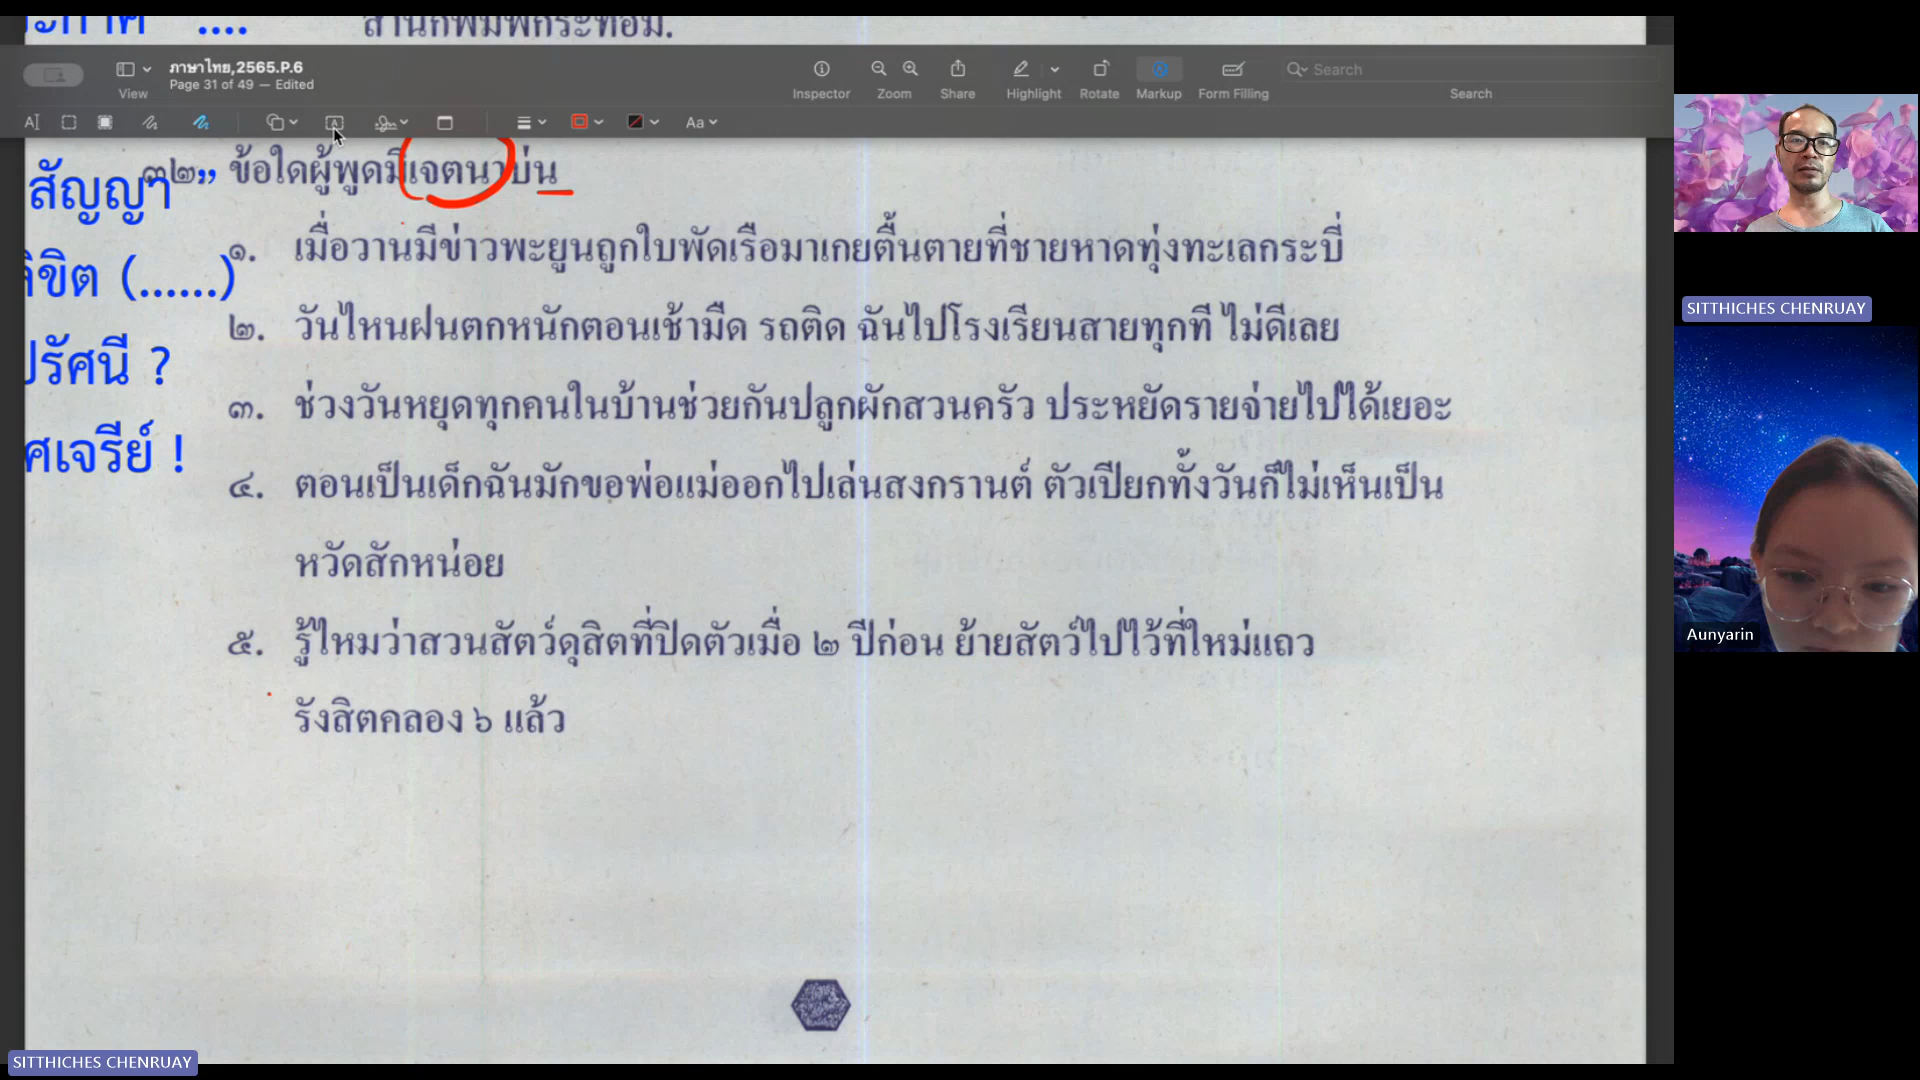 สำนักพิมพ์กระท่อม.
....
ภาษาไทย,2565.P.6
Page 31 of 49 — Edited
View
Inspector
Zoom
Share
Highlight
Rotate
Markup
Form Filling
Search
Search
Aa
สัญญา ”
(......)
ปรัศนี ?
ศเจรีย์ !
๓๒. ข้อใดผู้พูดมีเจตนาบ่น
๑. เมื่อวานมีข่าวพะยูนถูกใบพัดเรือมาเกยตื้นตายที่ชายหาดทุ่งทะเลกระบี่
๒. วันไหนฝนตกหนักตอนเช้ามืด รถติด ฉันไปโรงเรียนสายทุกที ไม่ดีเลย
๓. ช่วงวันหยุดทุกคนในบ้านช่วยกันปลูกผักสวนครัว ประหยัดรายจ่ายไปได้เยอะ
๔. ตอนเป็นเด็กฉันมักขอพ่อแม่ออกไปเล่นสงกรานต์ ตัวเปียกทั้งวันก็ไม่เห็นเป็น
หวัดสักหน่อย
๕. รู้ไหมว่าสวนสัตว์ดุสิตที่ปิดตัวเมื่อ ๒ ปีก่อน ย้ายสัตว์ไปไว้ที่ใหม่แถว
รังสิตคลอง ๖ แล้ว
SITTHICHES CHENRUAY
Aunyarin
SITTHICHES CHENRUAY